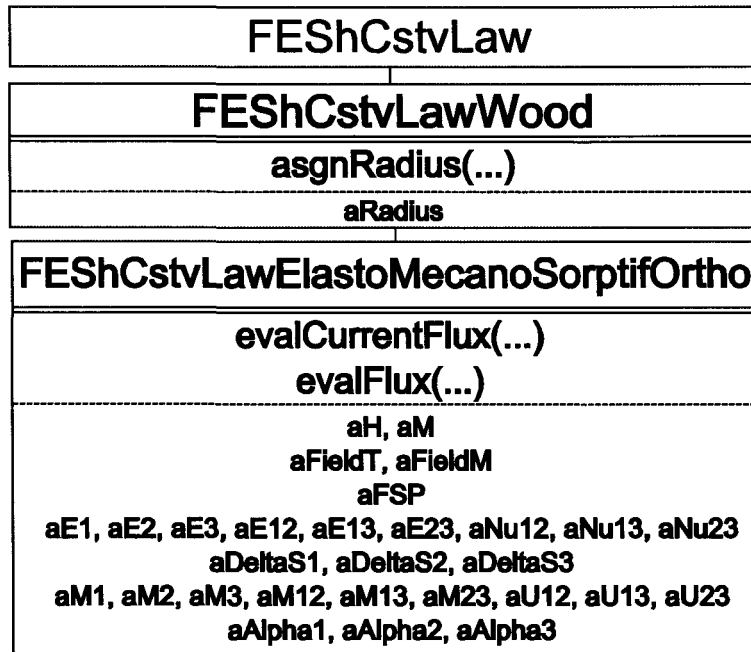 FEShCstvLaw
FEShCstvLawWood
asgnRadius(...)
aRadius
FEShCstvLawElastoMecanoSorptifOrtho
evalCurrentFlux(...)
evalFlux(...)
aH, aM
aFieldT, aFieldM
aFSP
aE1, aE2, aE3, aE12, aE13, aE23, aNu12, aNu13, aNu23
aDeltaS1, aDeltaS2, aDeltaS3
aM1, aM2, aM3, aM12, aM13, aM23, aU12, aU13, aU23
aAlpha1, aAlpha2, aAlpha3